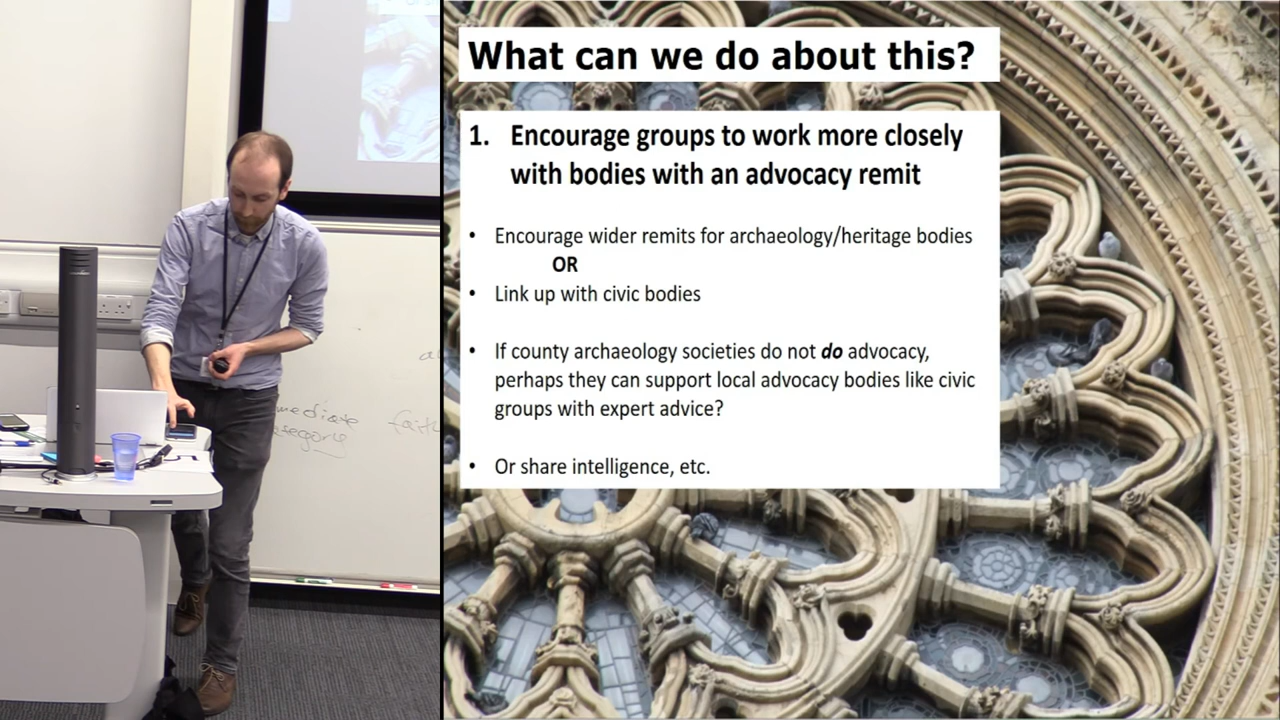 What can we do about this?
1. Encourage groups to work more closely
with bodies with an advocacy remit
• Encourage wider remits for archaeology/heritage bodies
OR
• Link up with civic bodies
• If county archaeology societies do not do advocacy,
perhaps they can support local advocacy bodies like civic
groups with expert advice?
• Or share intelligence, etc.